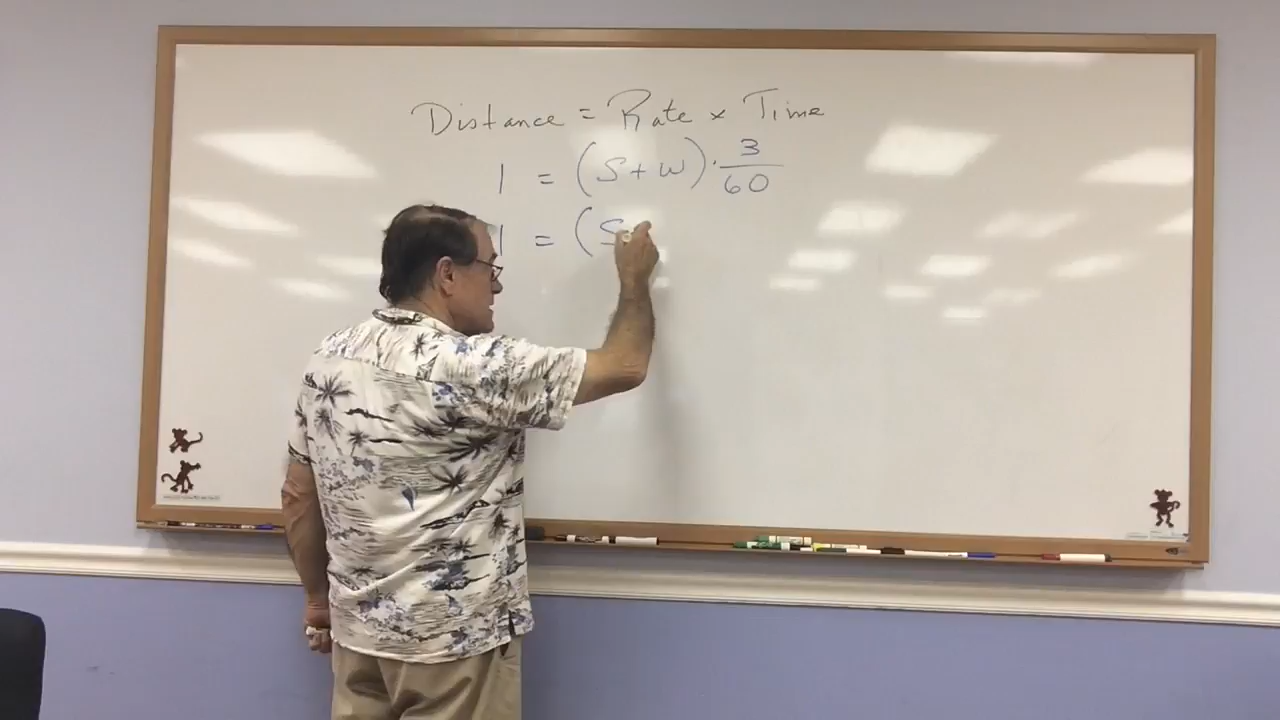 Distance = Rate × Time
1 = (S + W) · 3/60
1 = (S